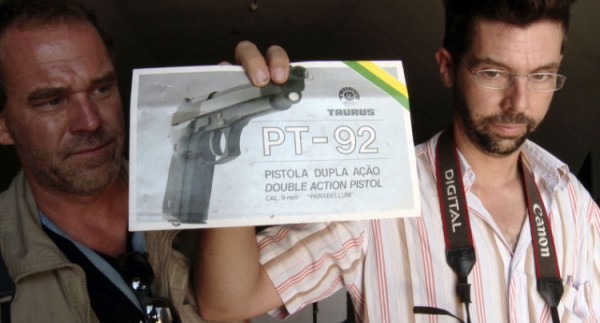 TAURUS
PT-92
PISTOLA DUPLA AÇÃO
DOUBLE ACTION PISTOL
CAL. 9 mm "PARABELLUM"
DIGITAL
Canon